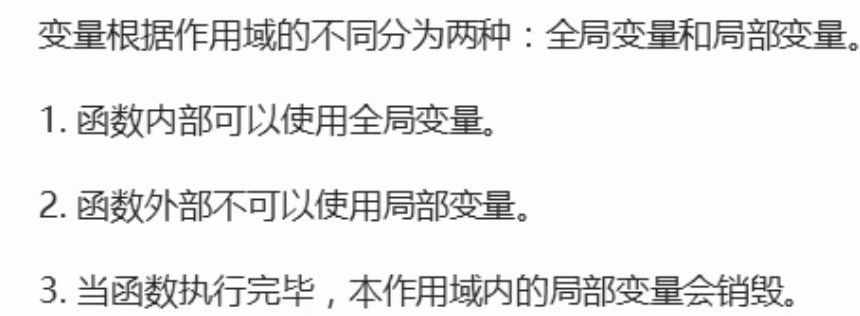 变量根据作用域的不同分为两种：全局变量和局部变量。
1. 函数内部可以使用全局变量。
2. 函数外部不可以使用局部变量。
3. 当函数执行完毕，本作用域内的局部变量会销毁。